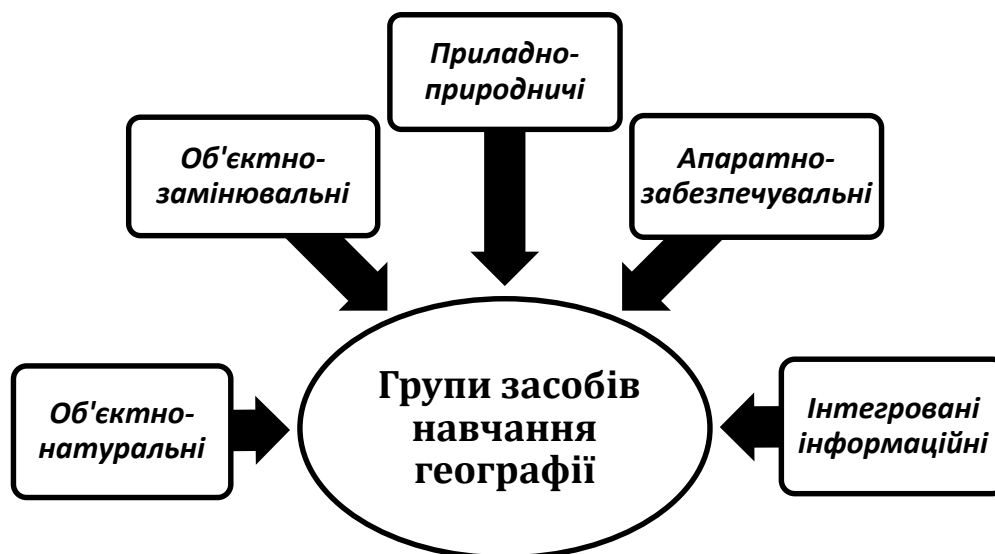 Приладно-
природничі
Об'єктно-
замінювальні
Апаратно-
забезпечувальні
Об'єктно-
натуральні
Групи засобів
навчання
географії
Інтегровані
інформаційні